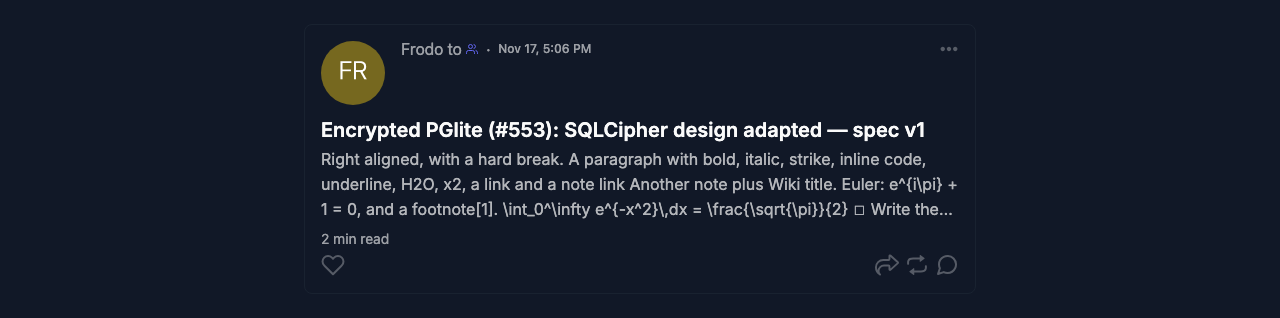 FR
Frodo to · Nov 17, 5:06 PM
Encrypted PGlite (#553): SQLCipher design adapted — spec v1
Right aligned, with a hard break. A paragraph with bold, italic, strike, inline code,
underline, H2O, x2, a link and a note link Another note plus Wiki title. Euler: e^{i\pi} +
1 = 0, and a footnote[1]. \int_0^\infty e^{-x^2}\,dx = \frac{\sqrt{\pi}}{2} ☐ Write the...
2 min read